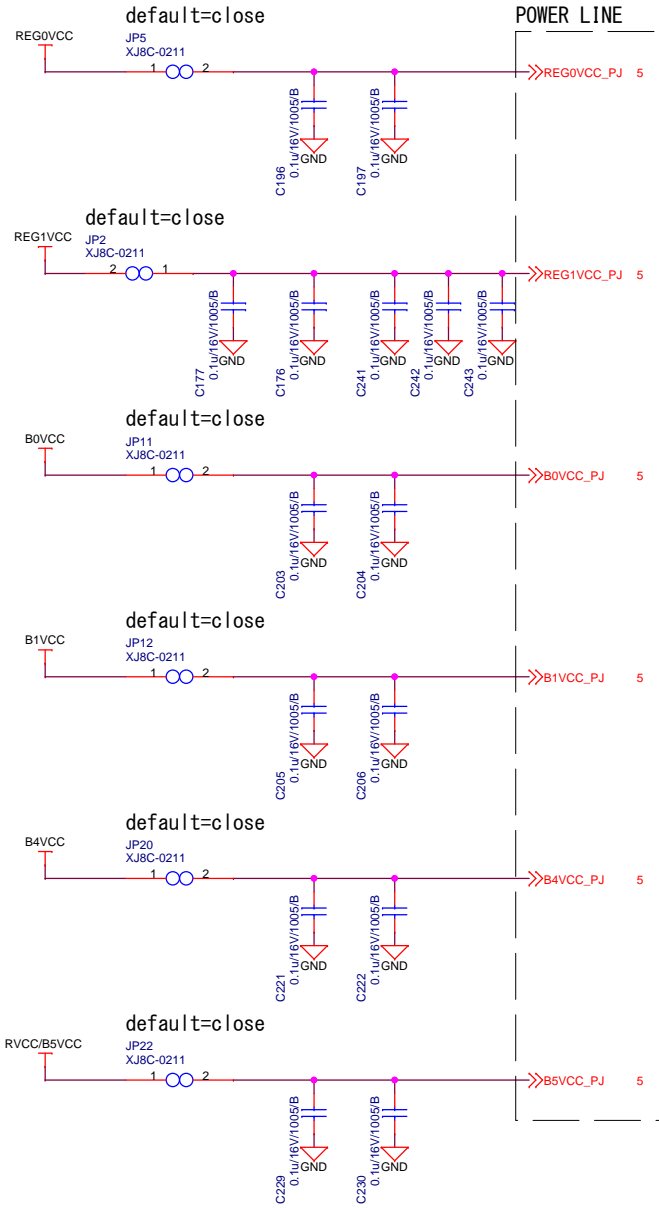 default=close
POWER LINE
REG0VCC
JP5
XJ8C-0211
1 2
REG0VCC_PJ 5
C196
0.1u/16V/1005/B
GND
C197
0.1u/16V/1005/B
GND
default=close
REG1VCC
JP2
XJ8C-0211
2 1
REG1VCC_PJ 5
C177
0.1u/16V/1005/B
GND
C176
0.1u/16V/1005/B
GND
C241
0.1u/16V/1005/B
GND
C242
0.1u/16V/1005/B
GND
C243
0.1u/16V/1005/B
GND
default=close
B0VCC
JP11
XJ8C-0211
1 2
B0VCC_PJ 5
C203
0.1u/16V/1005/B
GND
C204
0.1u/16V/1005/B
GND
default=close
B1VCC
JP12
XJ8C-0211
1 2
B1VCC_PJ 5
C205
0.1u/16V/1005/B
GND
C206
0.1u/16V/1005/B
GND
default=close
B4VCC
JP20
XJ8C-0211
1 2
B4VCC_PJ 5
C221
0.1u/16V/1005/B
GND
C222
0.1u/16V/1005/B
GND
default=close
RVCC/B5VCC
JP22
XJ8C-0211
1 2
B5VCC_PJ 5
C229
0.1u/16V/1005/B
GND
C230
0.1u/16V/1005/B
GND